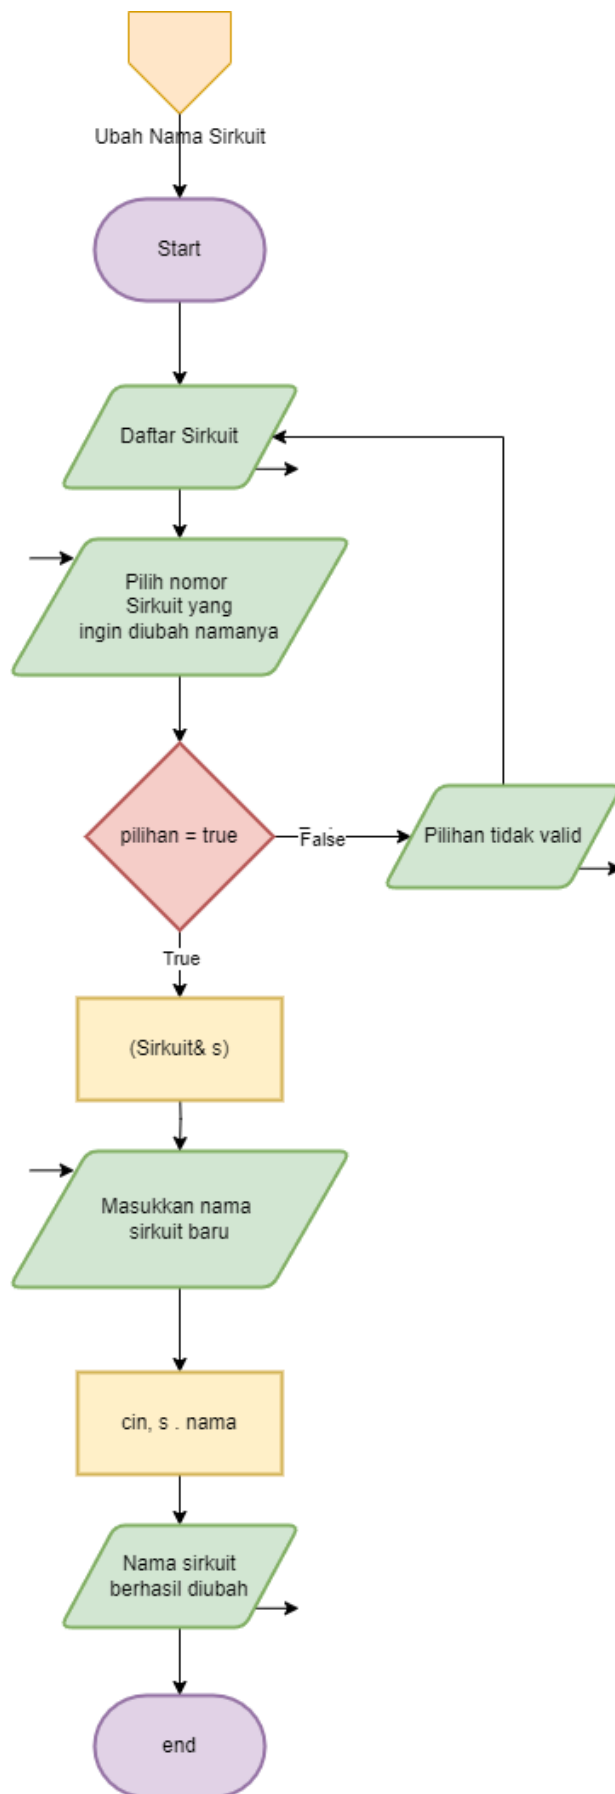 Ubah Nama Sirkuit
Start
Daftar Sirkuit
Pilih nomor
Sirkuit yang
ingin diubah namanya
pilihan = true
False
Pilihan tidak valid
True
(Sirkuit& s)
Masukkan nama
sirkuit baru
cin, s . nama
Nama sirkuit
berhasil diubah
end